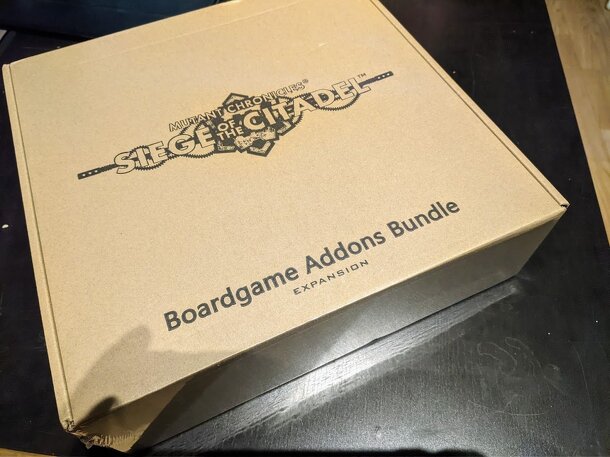 MUTANT CHRONICLES®
SIEGE OF THE CITADEL™
Boardgame Addons Bundle
EXPANSION